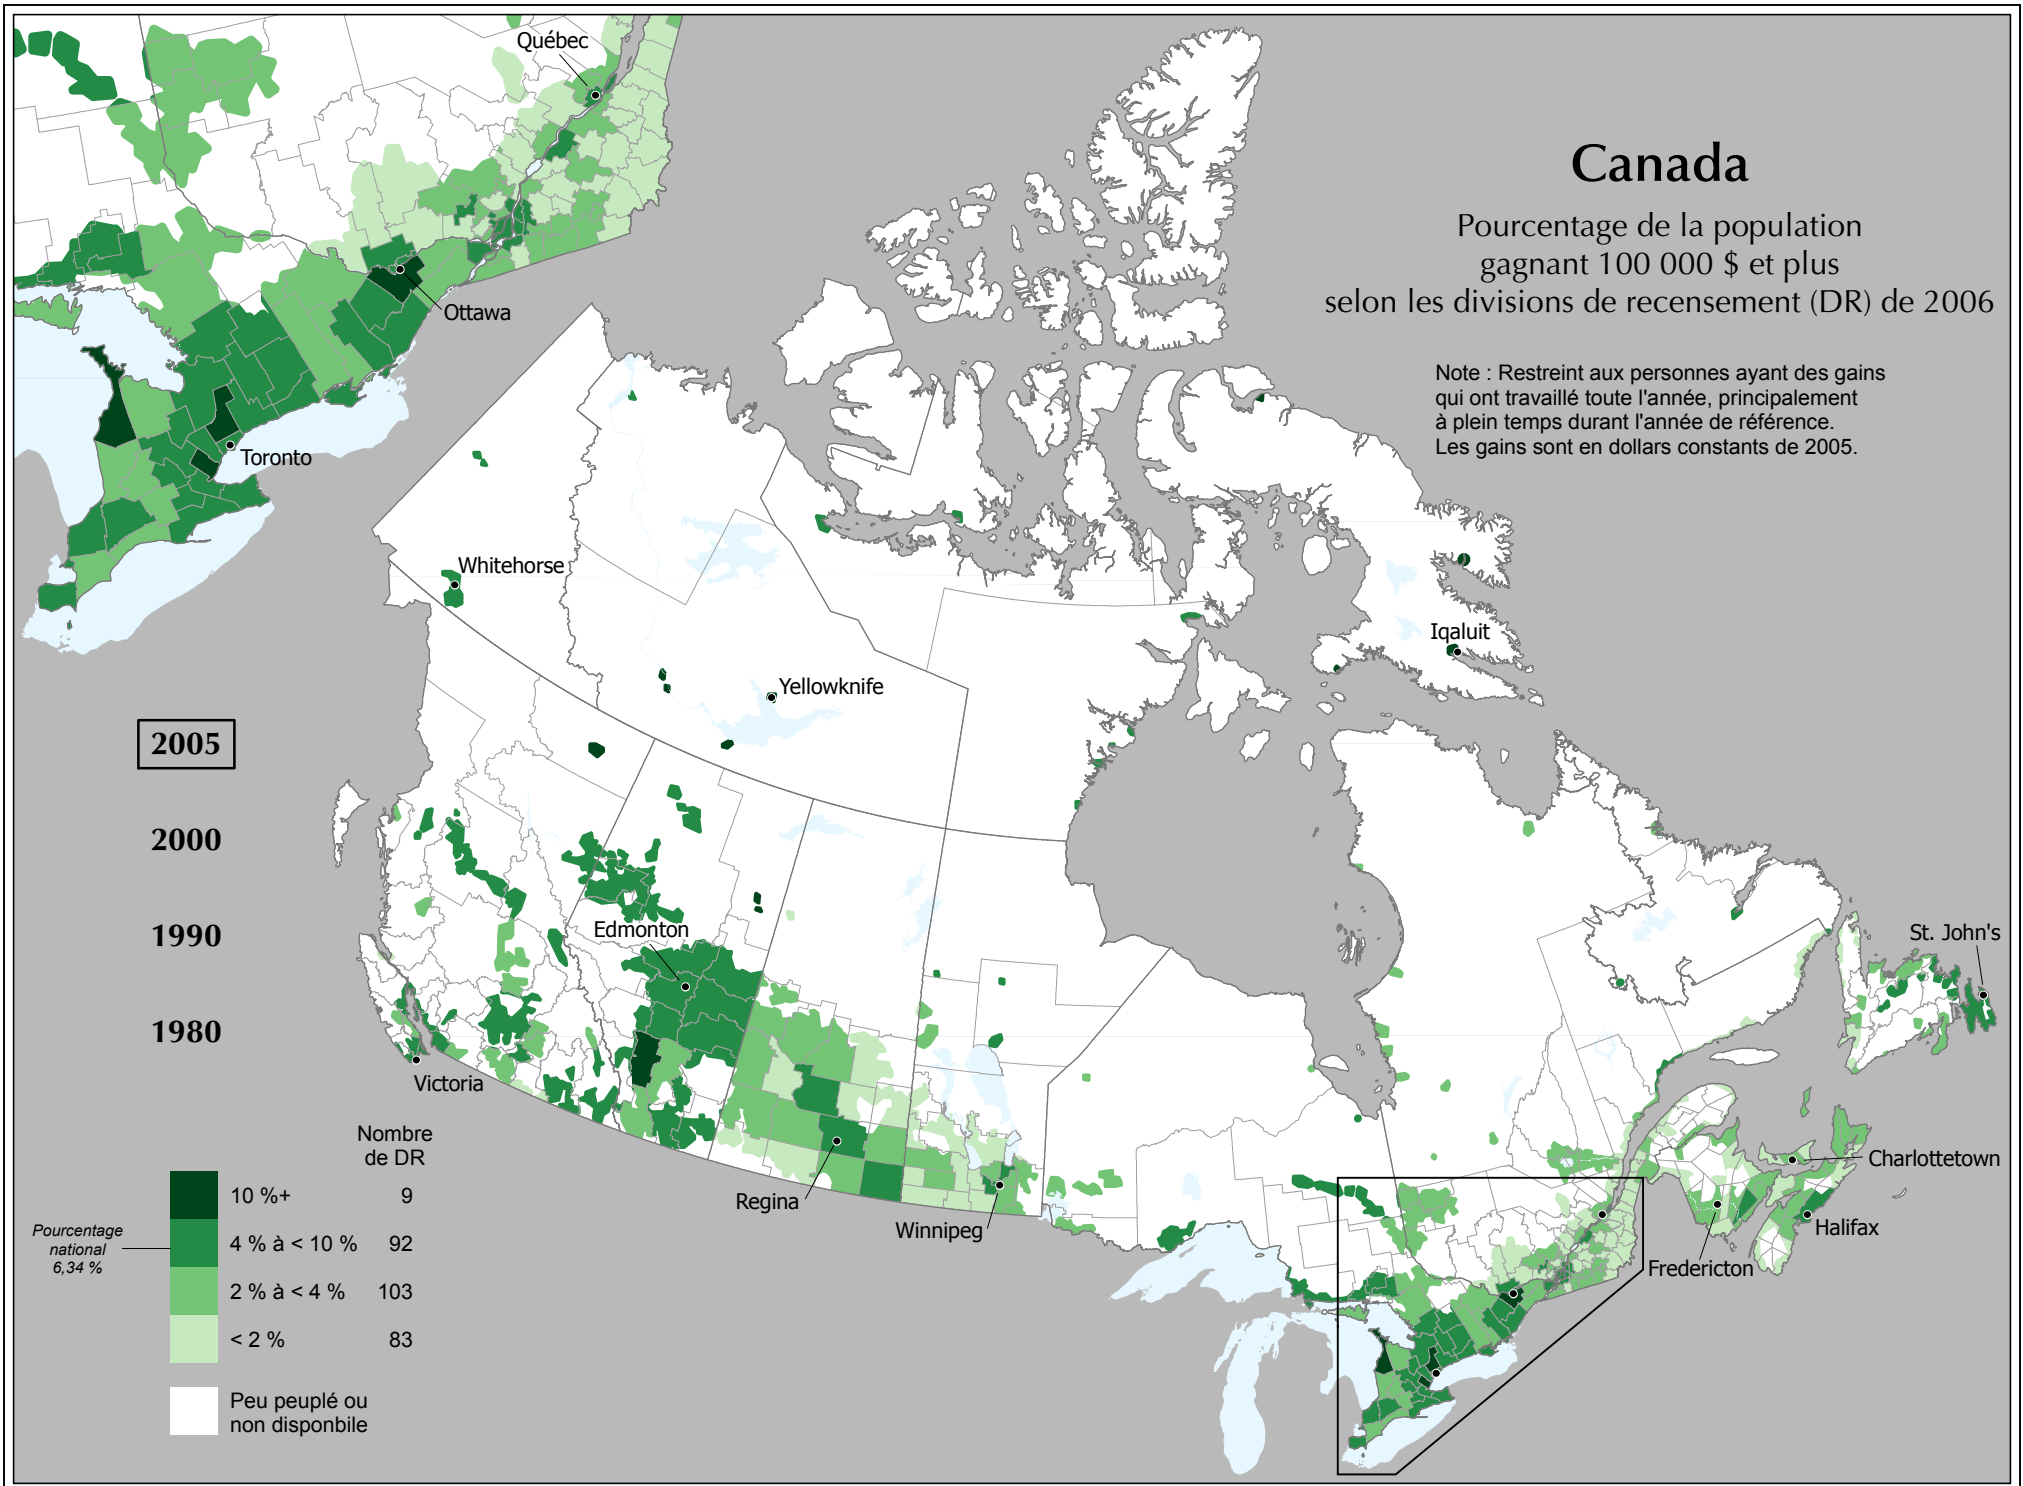 Canada
Pourcentage de la population
gagnant 100 000 $ et plus
selon les divisions de recensement (DR) de 2006
Note : Restreint aux personnes ayant des gains
qui ont travaillé toute l'année, principalement
à plein temps durant l'année de référence.
Les gains sont en dollars constants de 2005.
Québec
Ottawa
Toronto
Whitehorse
Yellowknife
Iqaluit
Edmonton
Victoria
Regina
Winnipeg
St. John's
Charlottetown
Halifax
Fredericton
2005
2000
1990
1980
Nombre
de DR
10 %+ 9
4 % à < 10 % 92
2 % à < 4 % 103
< 2 % 83
Peu peuplé ou
non disponbile
Pourcentage
national
6,34 %